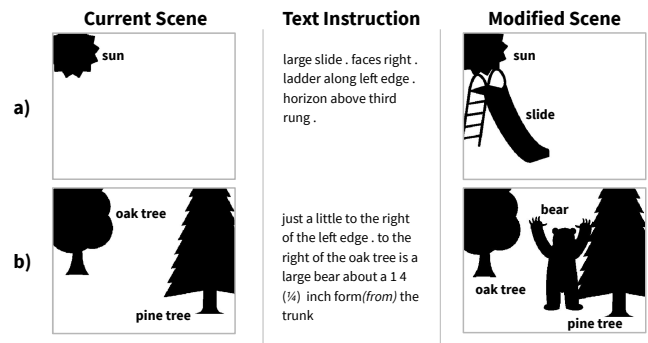 Current Scene
Text Instruction
Modified Scene
a)
sun
large slide . faces right .
ladder along left edge .
horizon above third
rung .
sun
slide
b)
oak tree
pine tree
just a little to the right
of the left edge . to the
right of the oak tree is a
large bear about a 1 4
(¼) inch form(from) the
trunk
bear
oak tree
pine tree